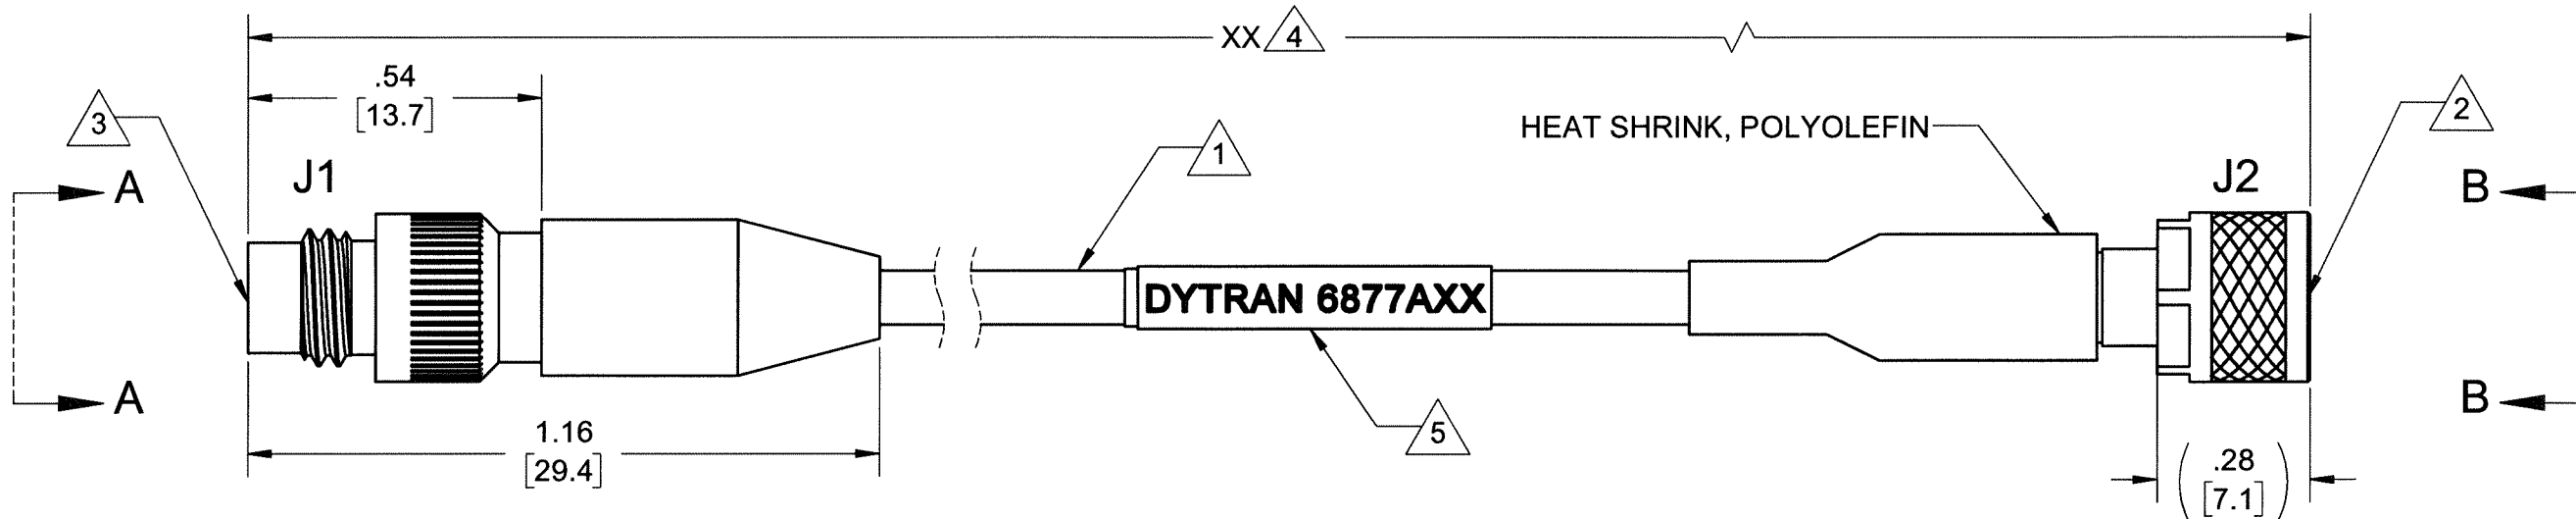 XX 4
.54
[13.7]
3
2
HEAT SHRINK, POLYOLEFIN
1
J1
J2
A
B
DYTRAN 6877AXX
A
B
1.16
[29.4]
5
.28
[7.1]